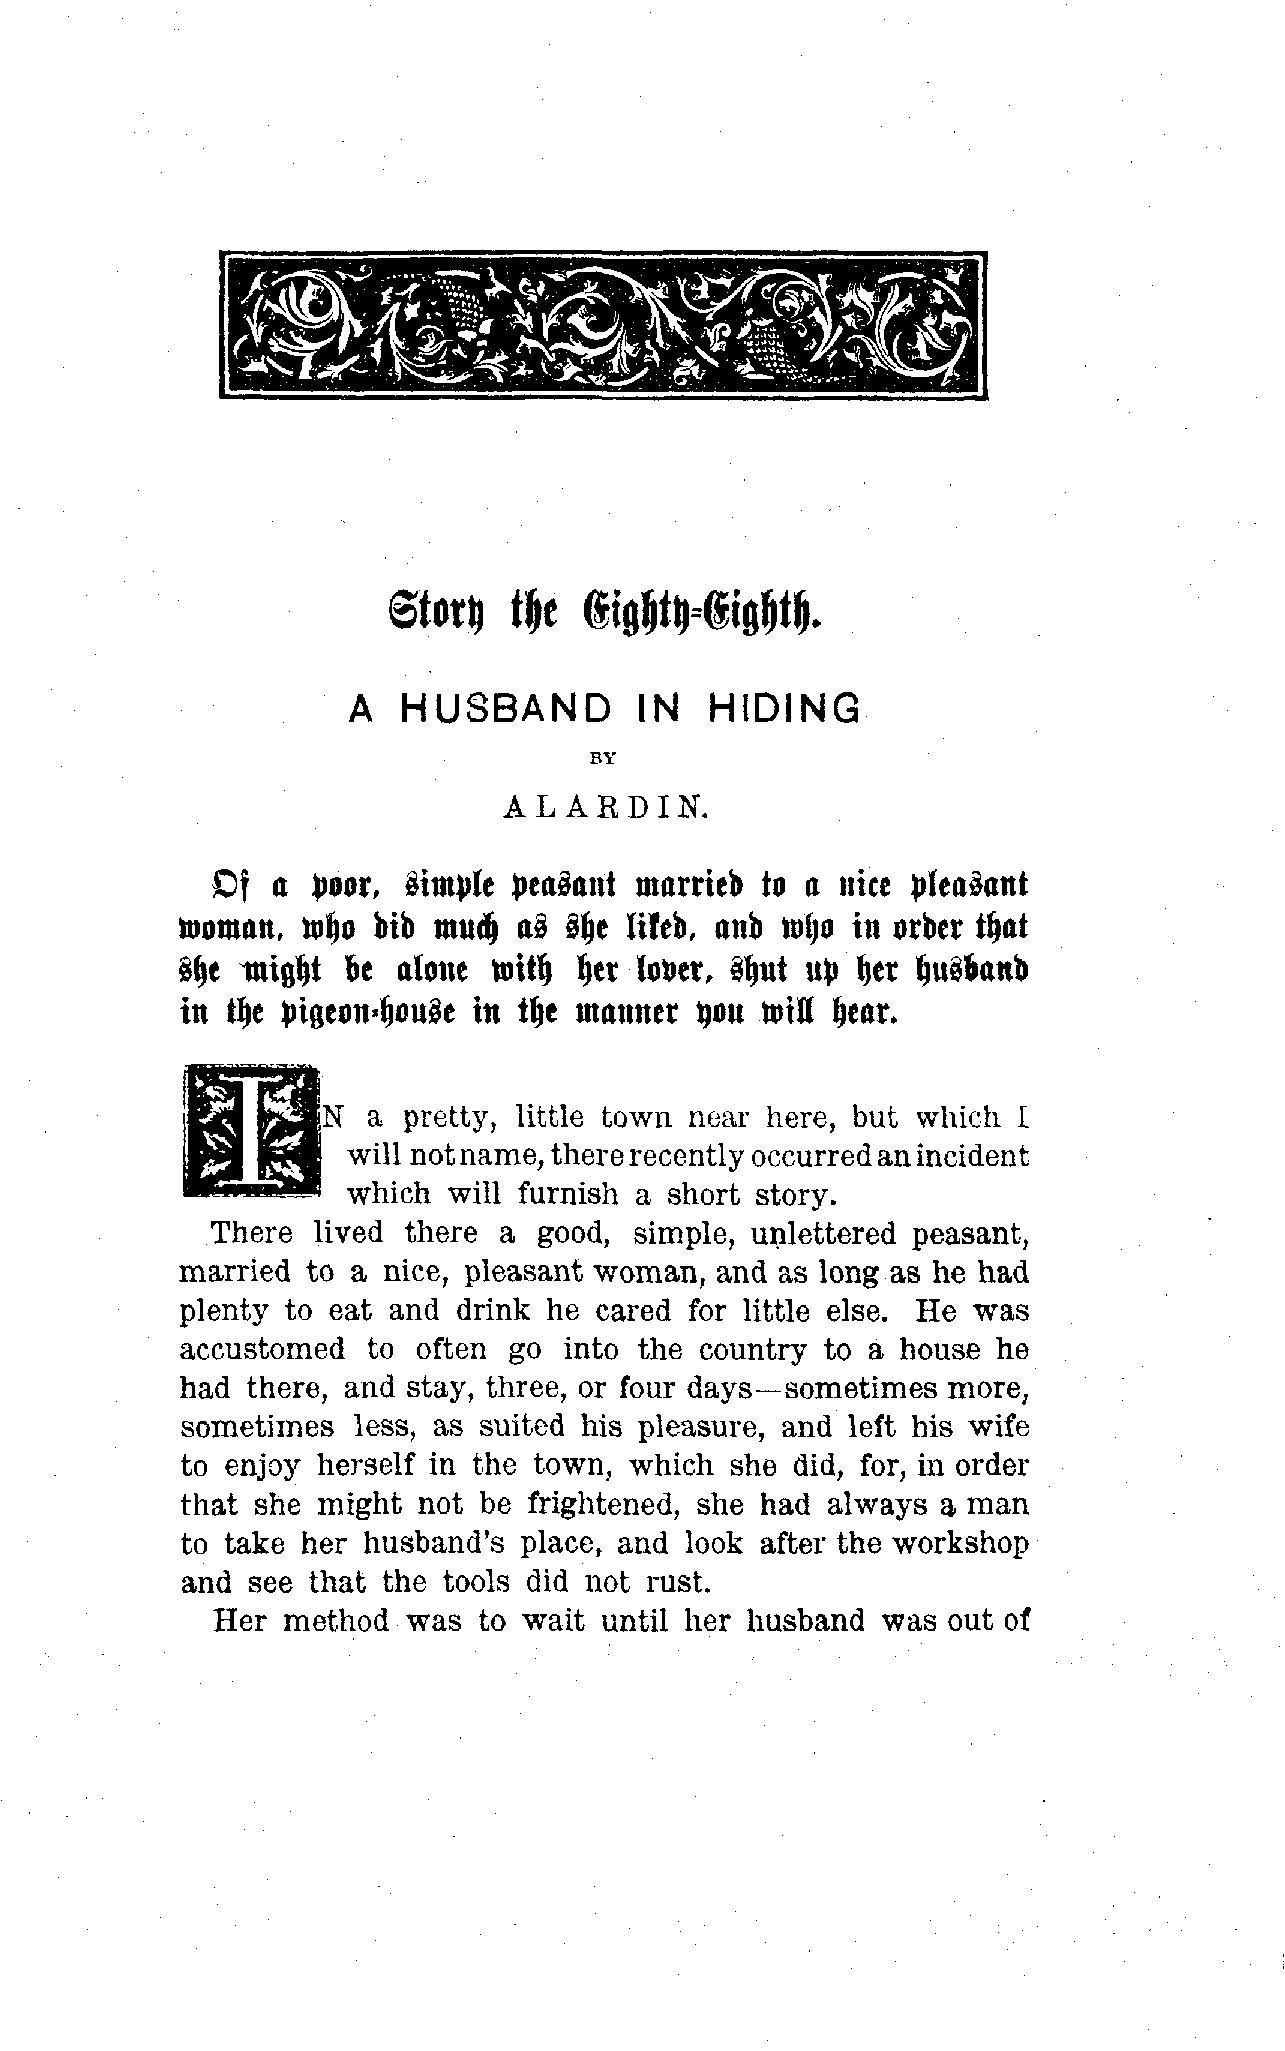 Story the Eighty-Eighth.
A HUSBAND IN HIDING
BY
ALARDIN.
Of a poor, simple peasant married to a nice pleasant
woman, who did much as she liked, and who in order that
she might be alone with her lover, shut up her husband
in the pigeon-house in the manner you will hear.
IN a pretty, little town near here, but which I
will not name, there recently occurred an incident
which will furnish a short story.
There lived there a good, simple, unlettered peasant,
married to a nice, pleasant woman, and as long as he had
plenty to eat and drink he cared for little else. He was
accustomed to often go into the country to a house he
had there, and stay, three, or four days—sometimes more,
sometimes less, as suited his pleasure, and left his wife
to enjoy herself in the town, which she did, for, in order
that she might not be frightened, she had always a man
to take her husband's place, and look after the workshop
and see that the tools did not rust.
Her method was to wait until her husband was out of